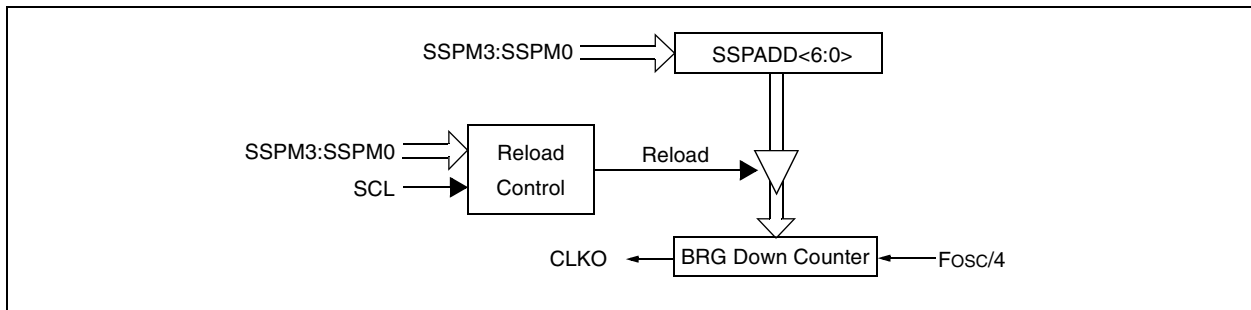 SSPM3:SSPM0
SSPADD<6:0>
SSPM3:SSPM0
SCL
Reload
Control
Reload
CLKO
BRG Down Counter
FOSC/4